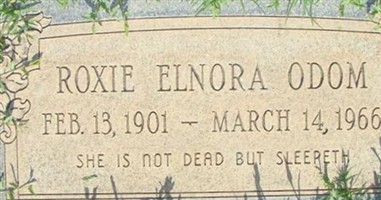 ROXIE ELNORA ODOM
FEB. 13, 1901 - MARCH 14, 1966
SHE IS NOT DEAD BUT SLEEPETH